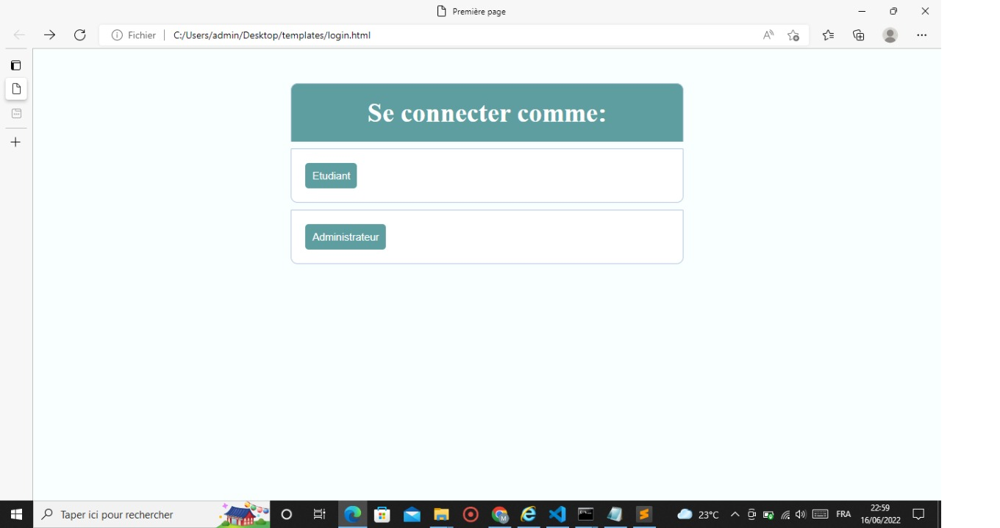 Première page
Fichier
C:/Users/admin/Desktop/templates/login.html
Se connecter comme:
Etudiant
Administrateur
Taper ici pour rechercher
23°C
FRA
22:59
16/06/2022